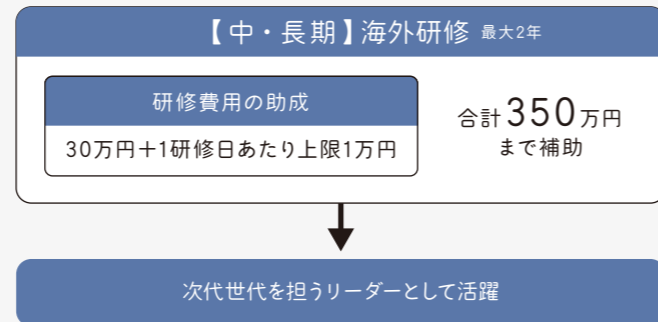 【中・長期】海外研修 最大2年
研修費用の助成
30万円＋1研修日あたり上限1万円
合計350万円
まで補助
次代世代を担うリーダーとして活躍